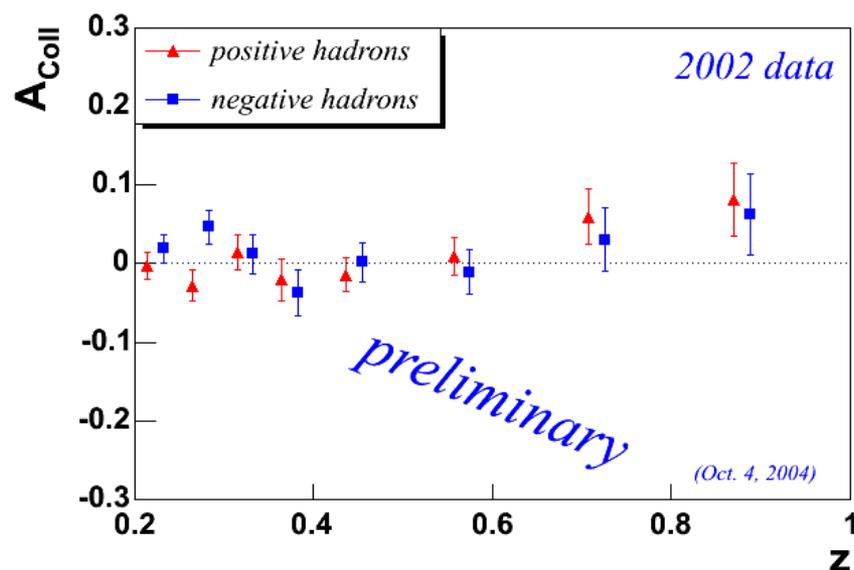 A_Coll
0.3
0.2
0.1
0
-0.1
-0.2
-0.3
positive hadrons
negative hadrons
2002 data
preliminary
(Oct. 4, 2004)
0.2 0.4 0.6 0.8 1
z